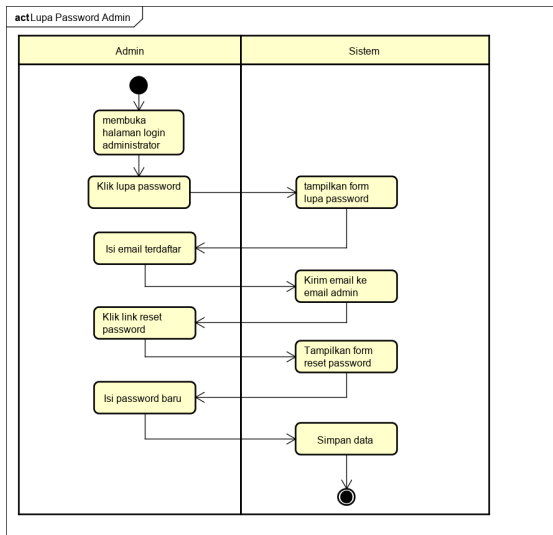 act Lupa Password Admin
Admin
Sistem
membuka
halaman login
administrator
Klik lupa password
tampilkan form
lupa password
Isi email terdaftar
Kirim email ke
email admin
Klik link reset
password
Tampilkan form
reset password
Isi password baru
Simpan data